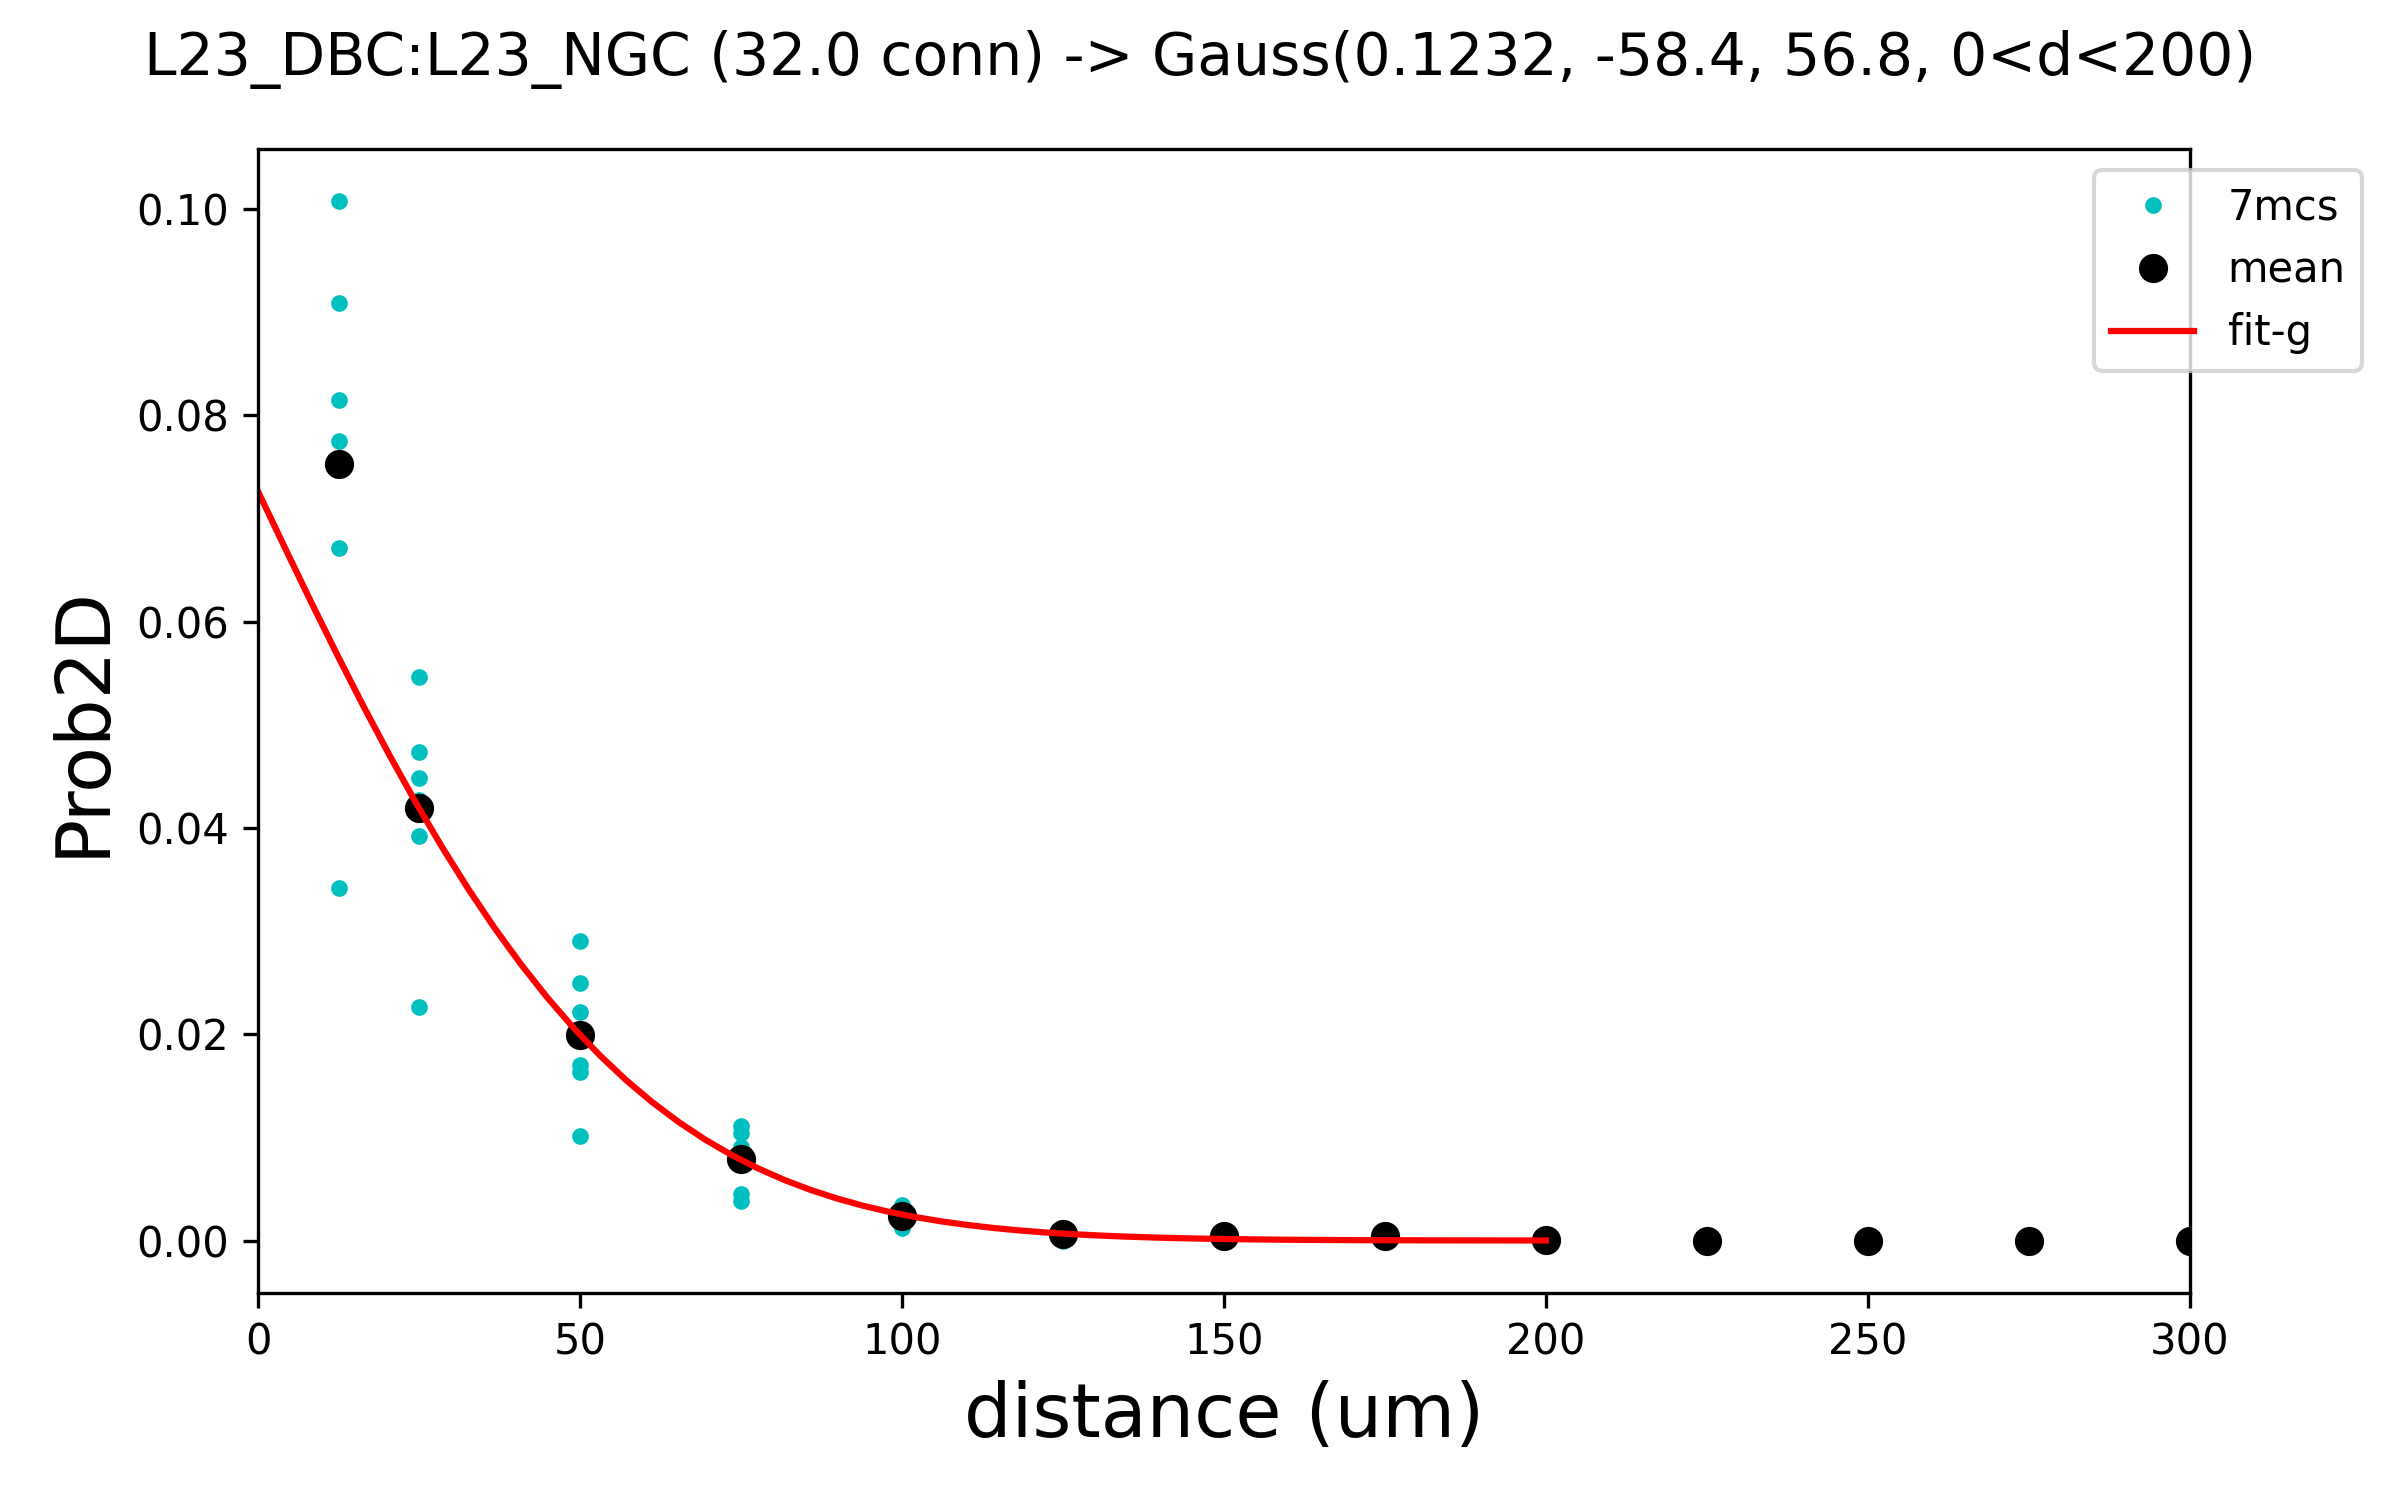 L23_DBC:L23_NGC (32.0 conn) -> Gauss(0.1232, -58.4, 56.8, 0<d<200)
7mcs
mean
fit-g
Prob2D
0.10
0.08
0.06
0.04
0.02
0.00
0 50 100 150 200 250 300
distance (um)